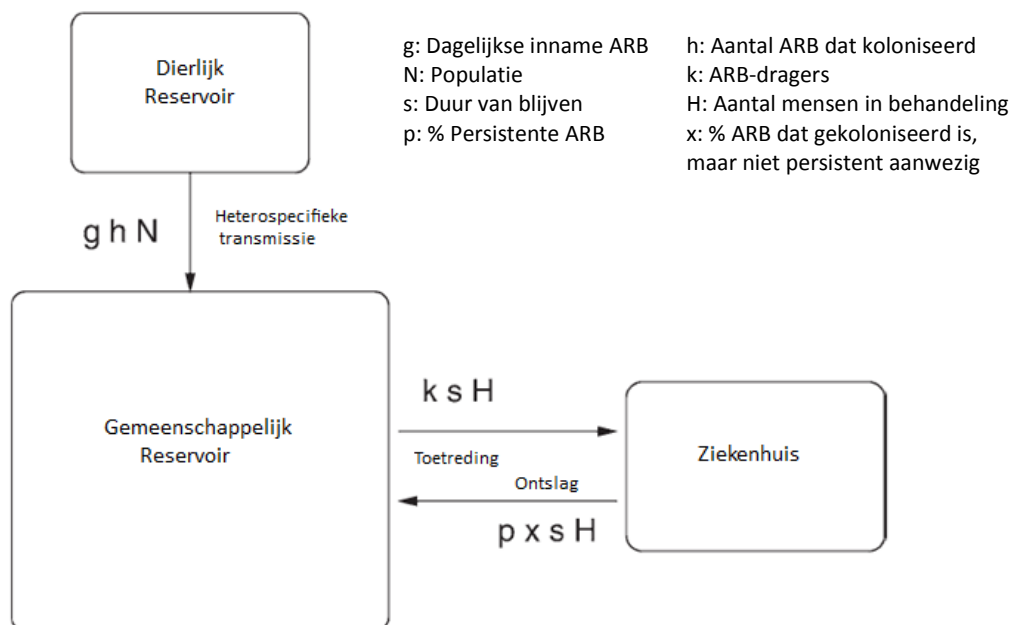 Dierlijk
Reservoir
g: Dagelijkse inname ARB
N: Populatie
s: Duur van blijven
p: % Persistente ARB
h: Aantal ARB dat koloniseerd
k: ARB-dragers
H: Aantal mensen in behandeling
x: % ARB dat gekoloniseerd is,
maar niet persistent aanwezig
g h N
Heterospecifieke
transmissie
Gemeenschappelijk
Reservoir
k s H
Toetreding
Ontslag
p x s H
Ziekenhuis